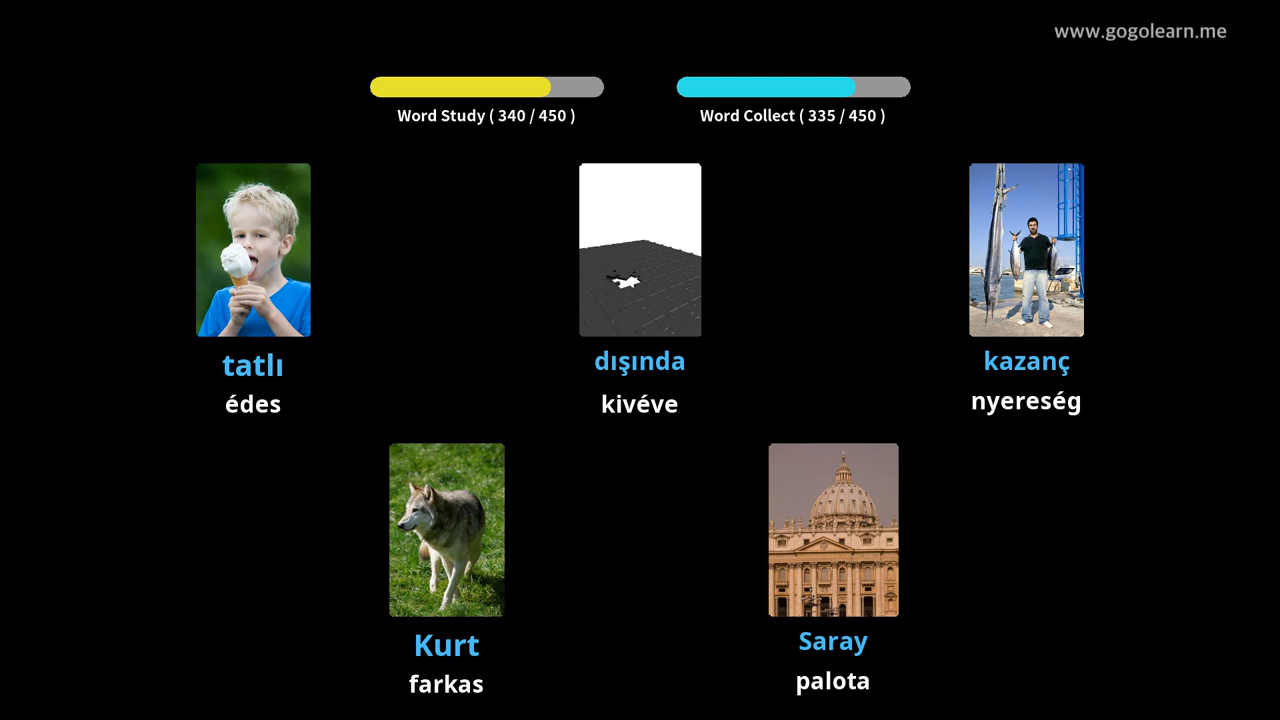 www.gogolearn.me
Word Study ( 340 / 450 )
Word Collect ( 335 / 450 )
tatlı
édes
dışında
kivéve
kazanç
nyereség
Kurt
farkas
Saray
palota